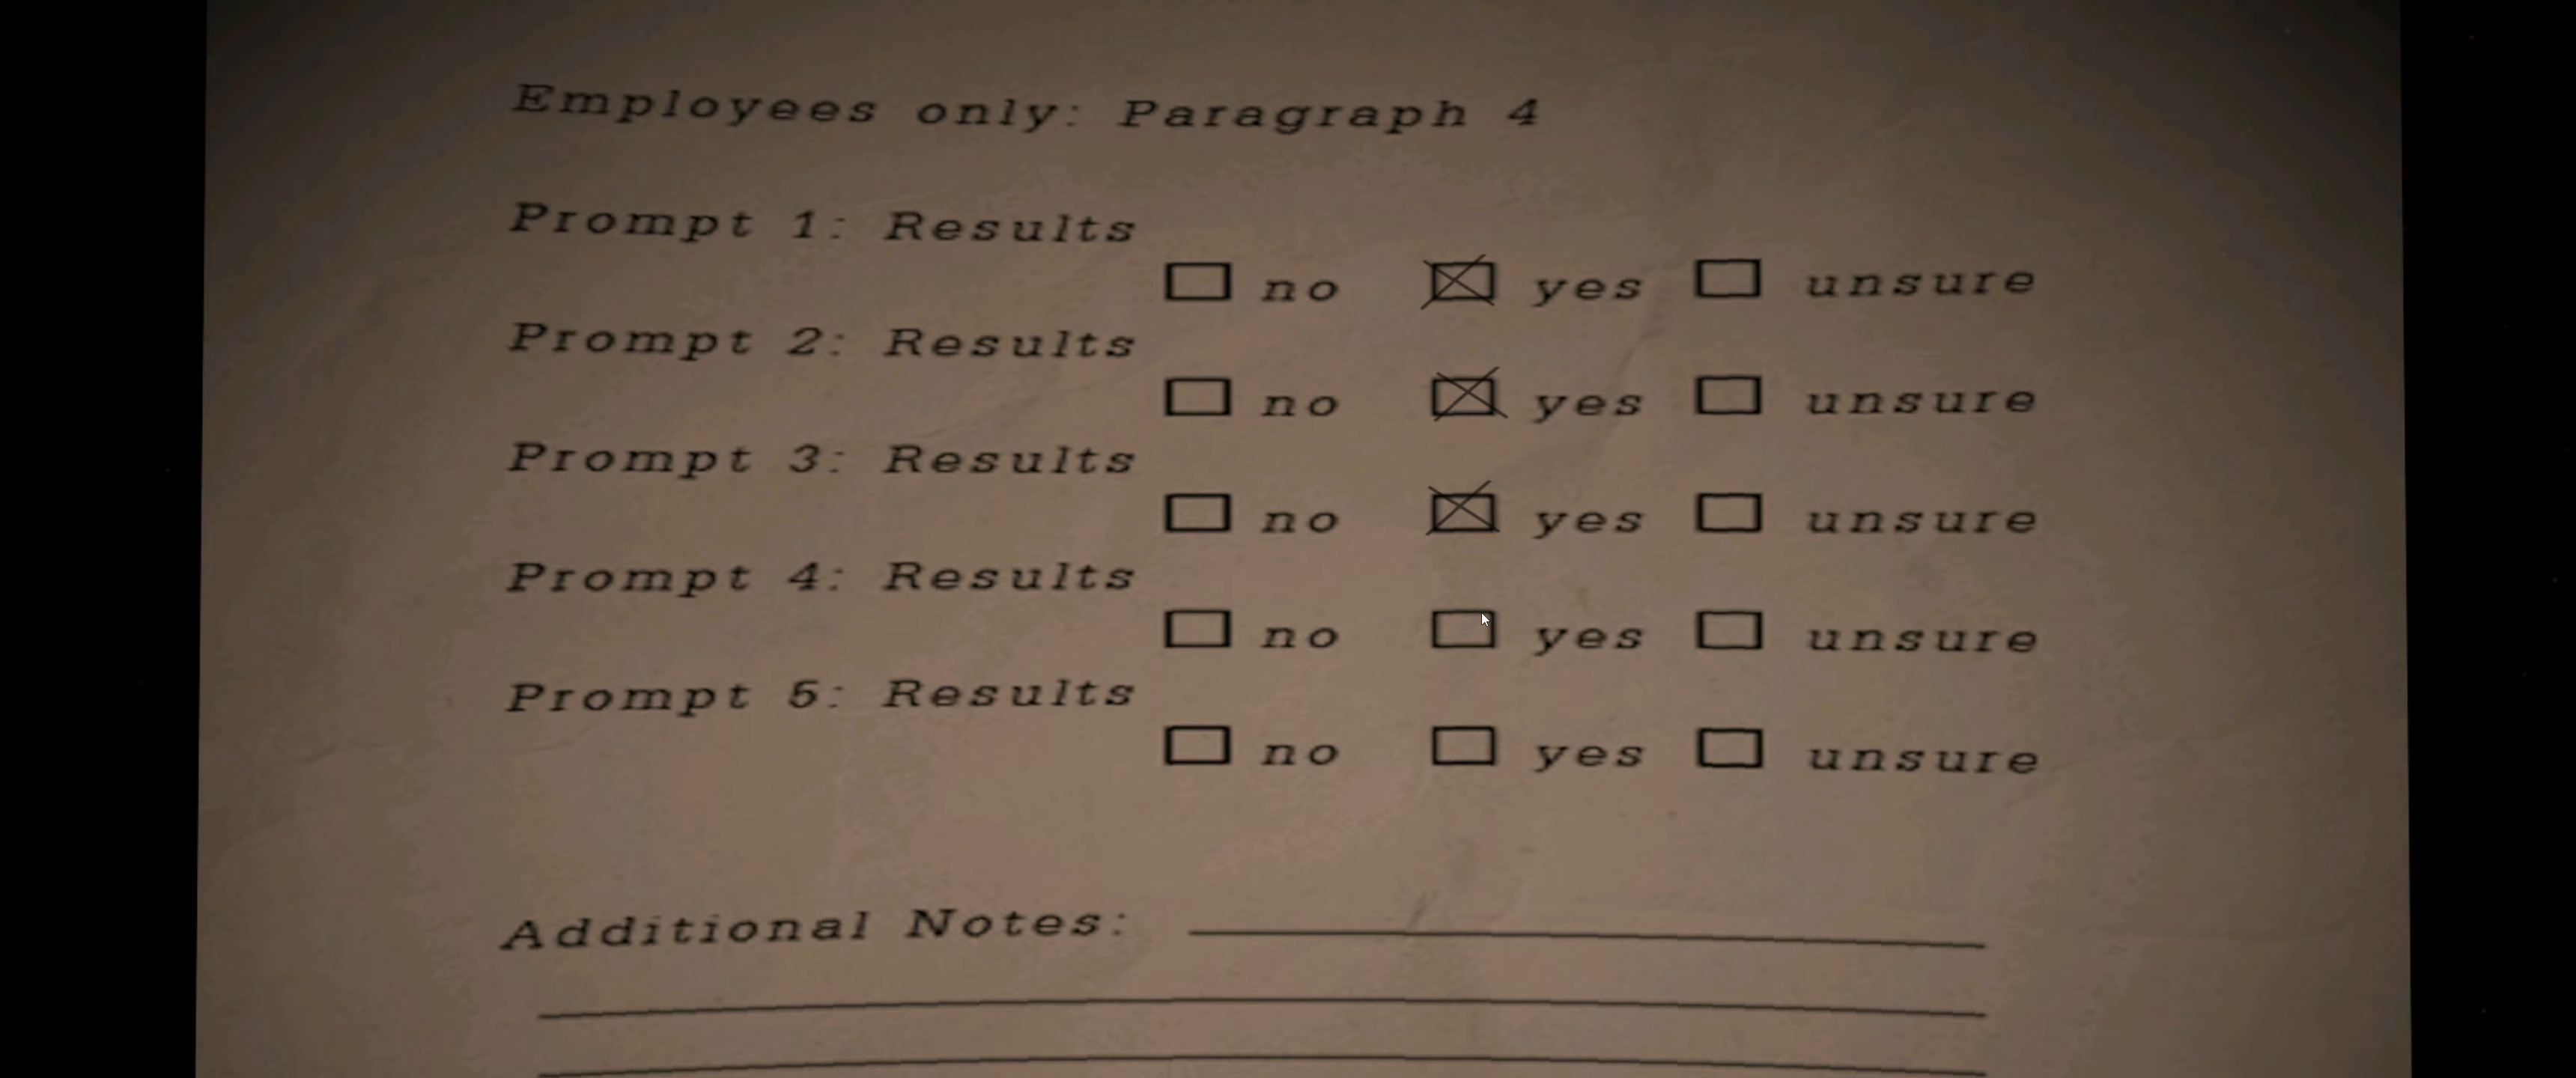 Employees only: Paragraph 4
Prompt 1: Results
no yes unsure
Prompt 2: Results
no yes unsure
Prompt 3: Results
no yes unsure
Prompt 4: Results
no yes unsure
Prompt 5: Results
no yes unsure
Additional Notes: